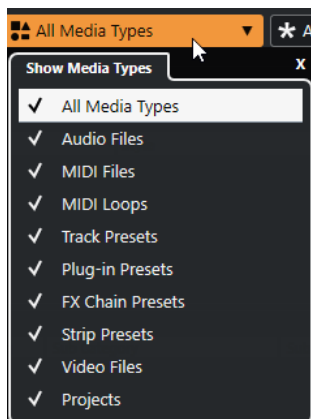 All Media Types
Show Media Types X
All Media Types
Audio Files
MIDI Files
MIDI Loops
Track Presets
Plug-in Presets
FX Chain Presets
Strip Presets
Video Files
Projects